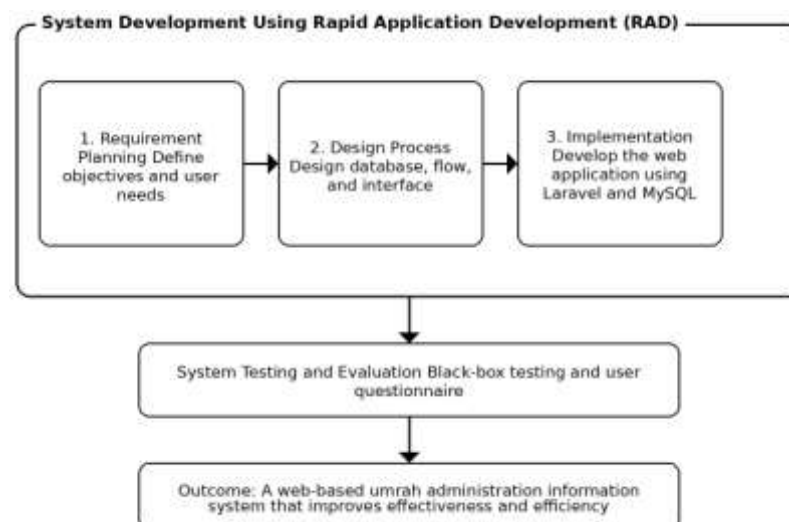 System Development Using Rapid Application Development (RAD)
1. Requirement
Planning Define
objectives and user
needs
2. Design Process
Design database, flow,
and interface
3. Implementation
Develop the web
application using
Laravel and MySQL
System Testing and Evaluation Black-box testing and user
questionnaire
Outcome: A web-based umrah administration information
system that improves effectiveness and efficiency